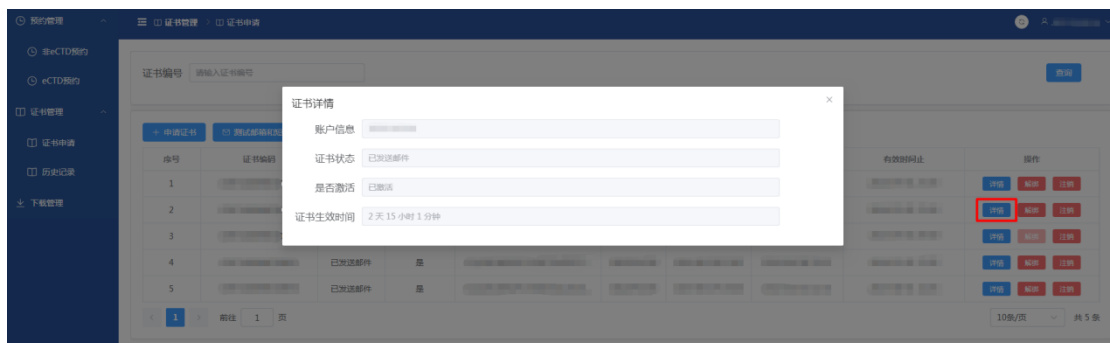 预约管理
证书管理 > 证书申请
非eCTD预约
eCTD预约
证书管理
证书申请
历史记录
下载管理
证书编号 请输入证书编号
查询
+ 申请证书
测试邮箱和短
序号 证书编码 有效时间止 操作
1 详情 解绑 注销
2 详情 解绑 注销
3 详情 解绑 注销
4 已发送邮件 是 详情 解绑 注销
5 已发送邮件 是 详情 解绑 注销
< 1 > 前往 1 页
10条/页 共 5 条
证书详情 ×
账户信息
证书状态 已发送邮件
是否激活 已激活
证书生效时间 2 天 15 小时 1 分钟